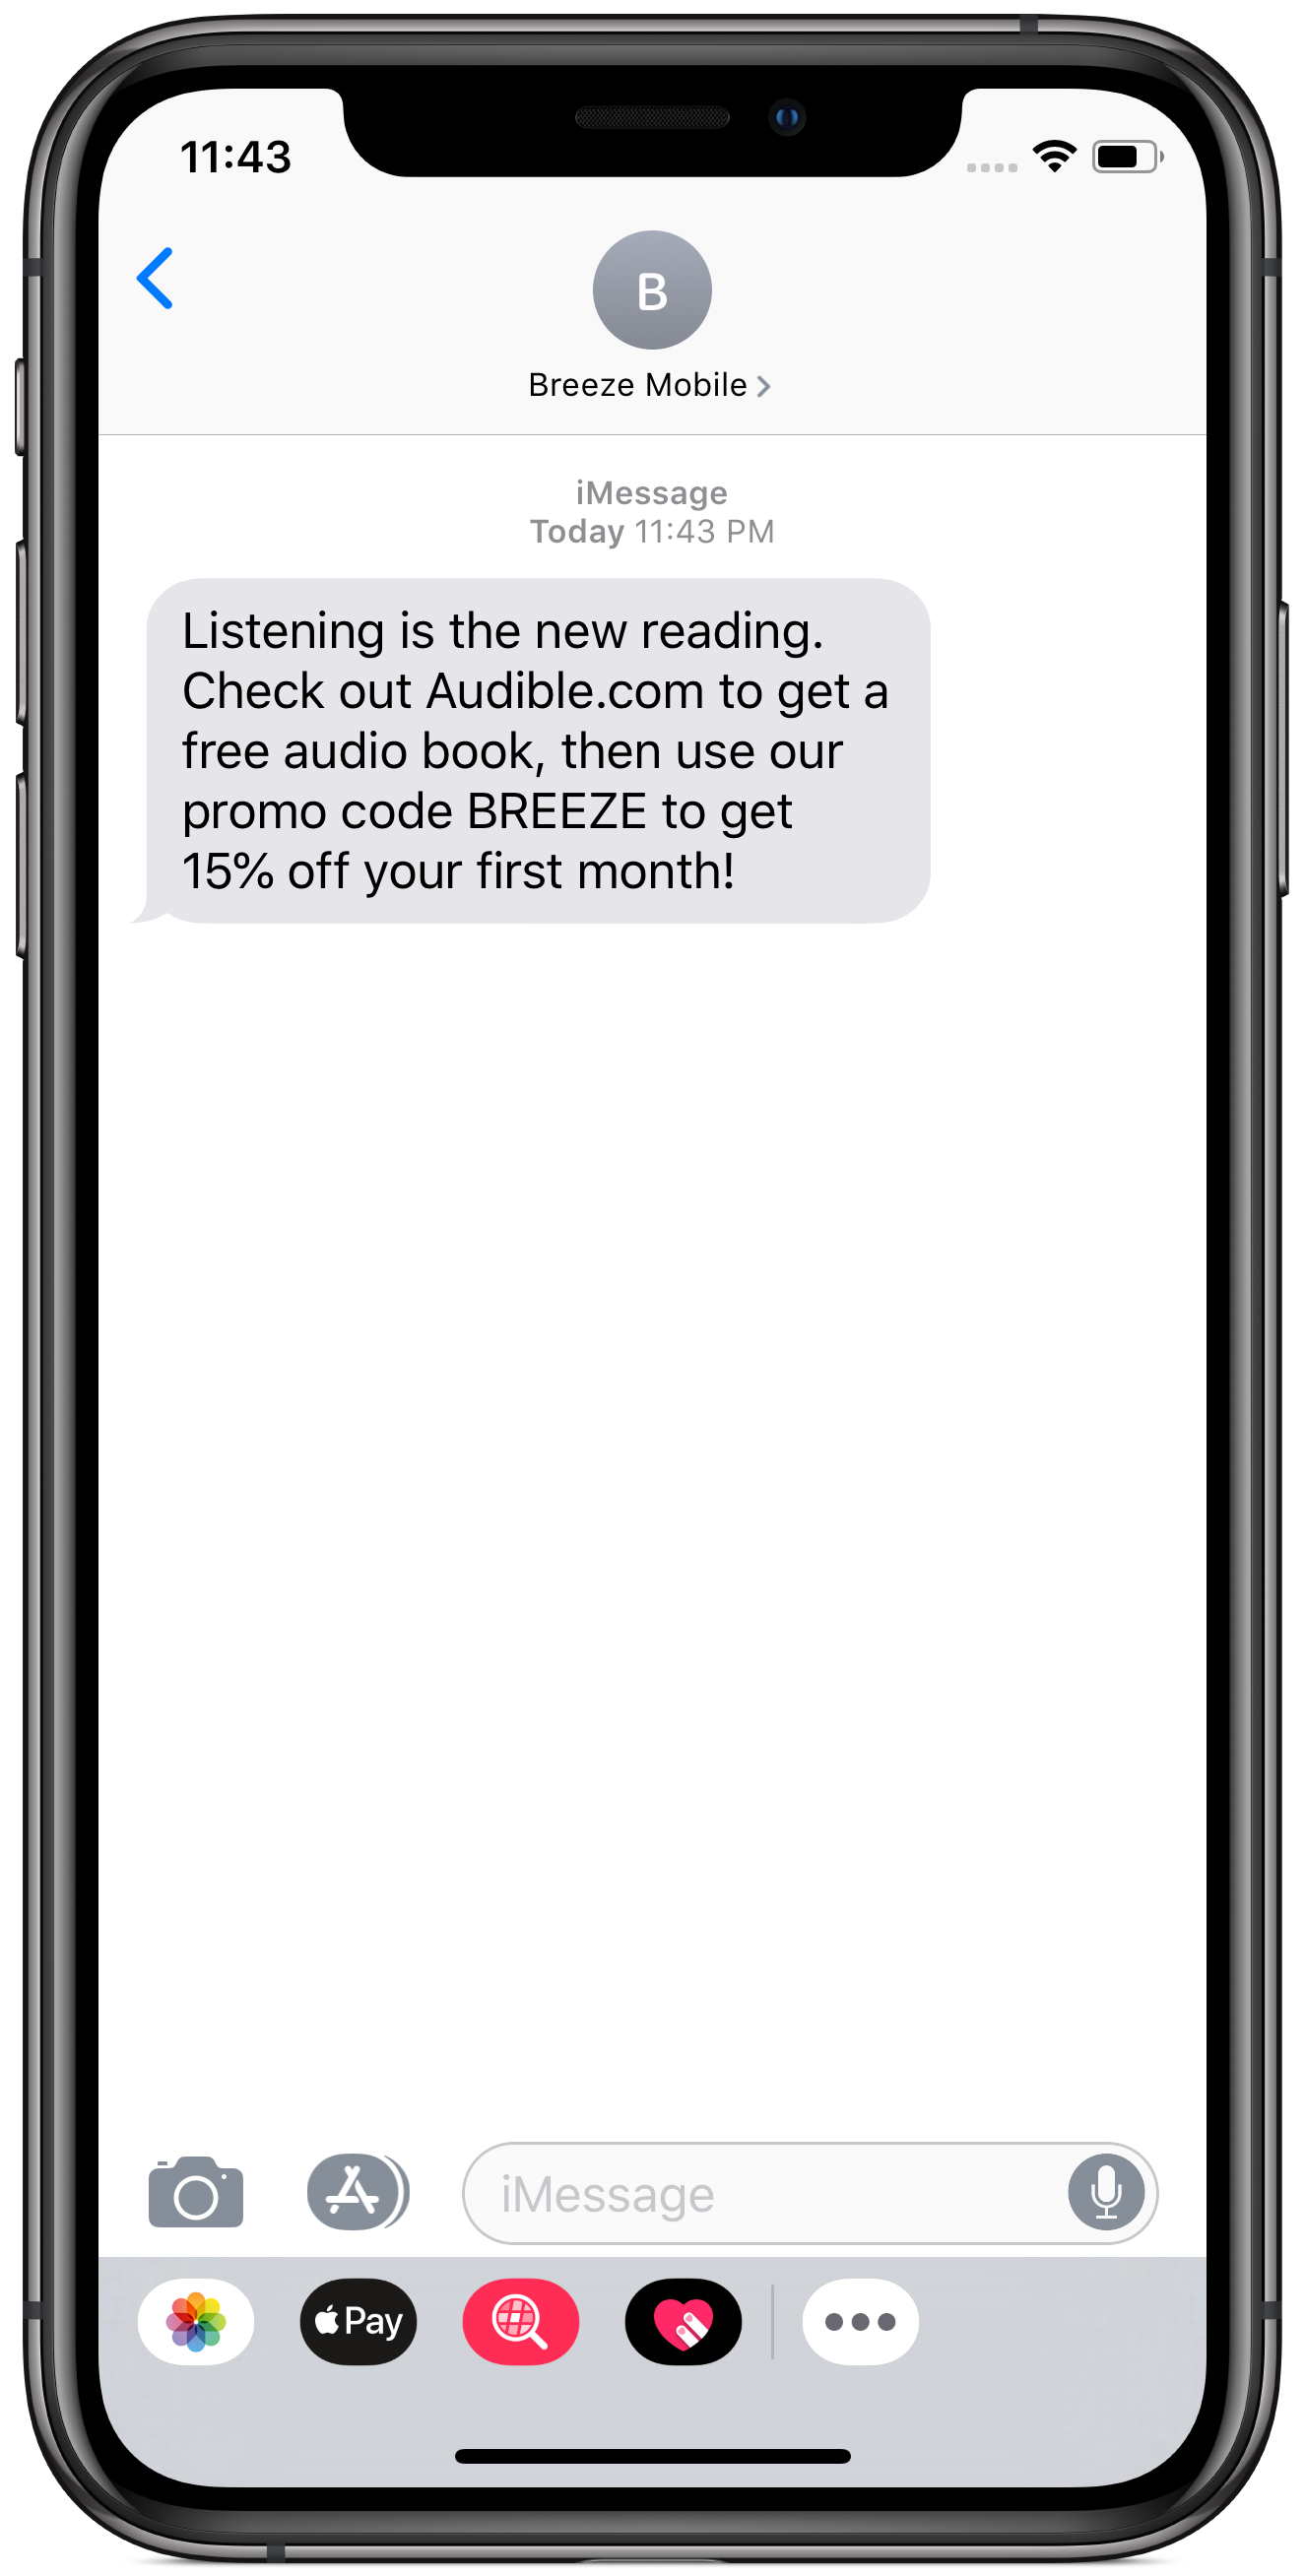 11:43
B
Breeze Mobile
iMessage
Today 11:43 PM
Listening is the new reading.
Check out Audible.com to get a
free audio book, then use our
promo code BREEZE to get
15% off your first month!
iMessage
Pay